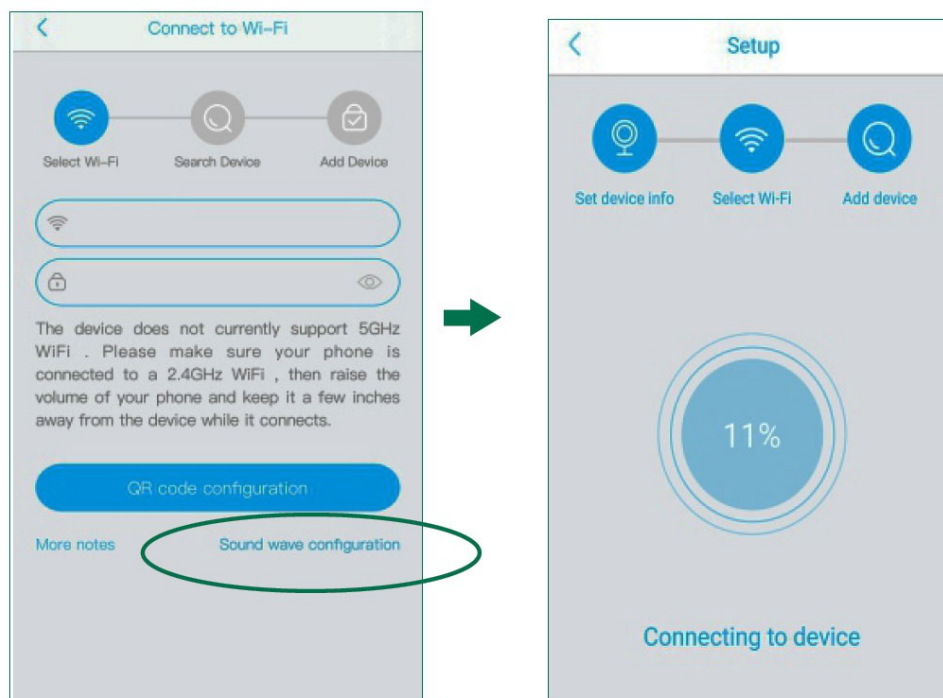 Connect to Wi-Fi
Select Wi-Fi
Search Device
Add Device
The device does not currently support 5GHz
WiFi . Please make sure your phone is
connected to a 2.4GHz WiFi , then raise the
volume of your phone and keep it a few inches
away from the device while it connects.
QR code configuration
More notes
Sound wave configuration
Setup
Set device info
Select Wi-Fi
Add device
11%
Connecting to device